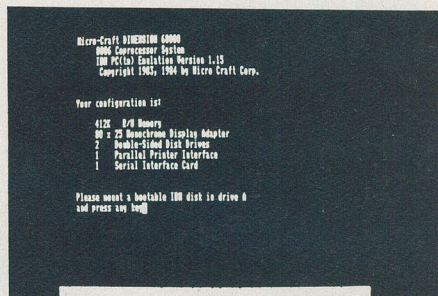 Micro-Craft DIMENSION 68000
8086 Coprocessor System
IBM PC(tm) Emulation Version 1.15
Copyright 1983, 1984 by Micro Craft Corp.
Your configuration is:
412K R/W Memory
80 x 25 Monochrome Display Adapter
2 Double-Sided Disk Drives
1 Parallel Printer Interface
1 Serial Interface Card
Please mount a bootable IBM disk in drive A
and press any key